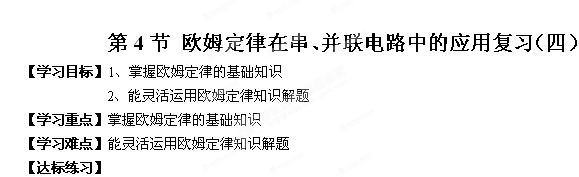 第4节 欧姆定律在串、并联电路中的应用复习(四)
【学习目标】1、掌握欧姆定律的基础知识
2、能灵活运用欧姆定律知识解题
【学习重点】掌握欧姆定律的基础知识
【学习难点】能灵活运用欧姆定律知识解题
【达标练习】